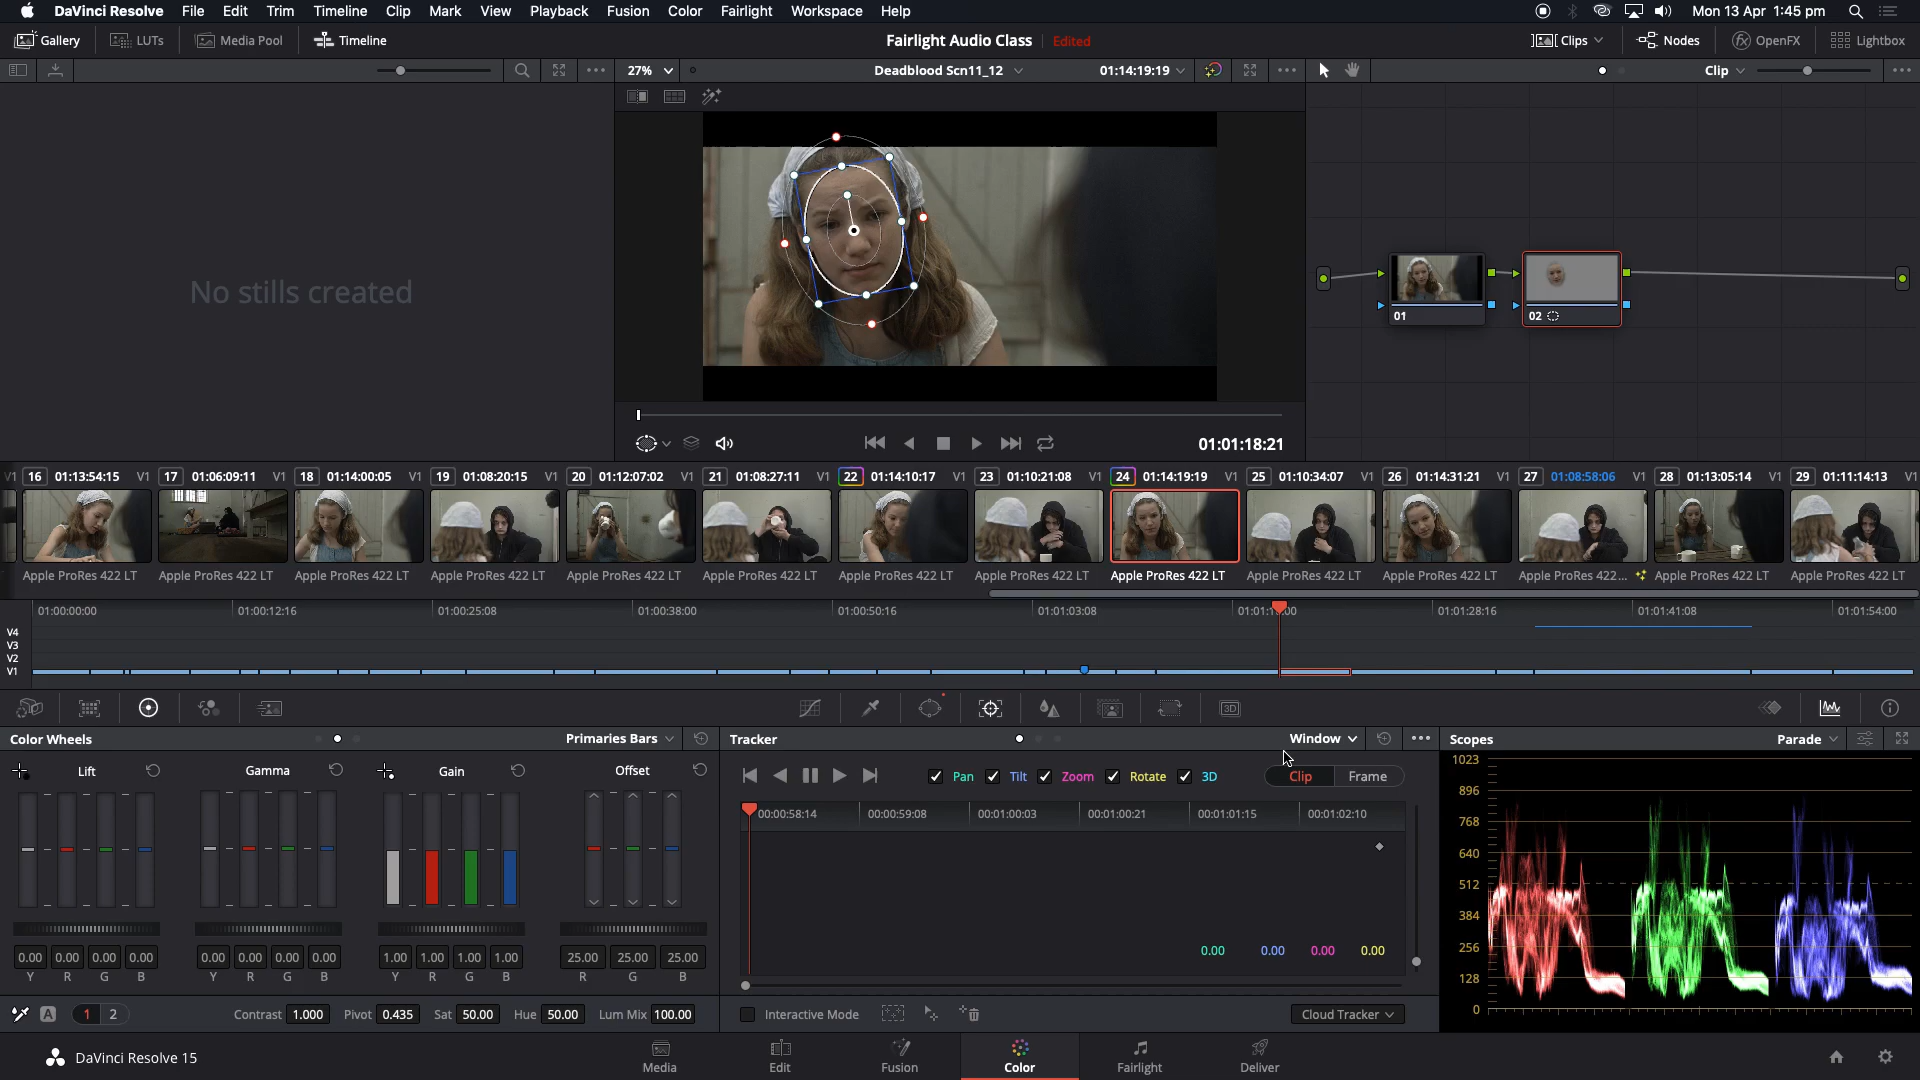 DaVinci Resolve File Edit Trim Timeline Clip Mark View Playback Fusion Color Fairlight Workspace Help Mon 13 Apr 1:45 pm
Gallery LUTs Media Pool Timeline Fairlight Audio Class Edited Clips Nodes OpenFX Lightbox
27% Deadblood Scn11_12 01:14:19:19 Clip
No stills created
01 02
01:01:18:21
V1 16 01:13:54:15 V1 17 01:06:09:11 V1 18 01:14:00:05 V1 19 01:08:20:15 V1 20 01:12:07:02 V1 21 01:08:27:11 V1 22 01:14:10:17 V1 23 01:10:21:08 V1 24 01:14:19:19 V1 25 01:10:34:07 V1 26 01:14:31:21 V1 27 01:08:58:06 V1 28 01:13:05:14 V1 29 01:11:14:13 V1
Apple ProRes 422 LT Apple ProRes 422 LT Apple ProRes 422 LT Apple ProRes 422 LT Apple ProRes 422 LT Apple ProRes 422 LT Apple ProRes 422 LT Apple ProRes 422 LT Apple ProRes 422 LT Apple ProRes 422 LT Apple ProRes 422 LT Apple ProRes 422... Apple ProRes 422 LT Apple ProRes 422 LT
01:00:00:00 01:00:12:16 01:00:25:08 01:00:38:00 01:00:50:16 01:01:03:08 01:01:28:16 01:01:41:08 01:01:54:00
V4
V3
V2
V1
3D
Color Wheels Primaries Bars Tracker Window Scopes Parade
Lift Gamma Gain Offset Pan Tilt Zoom Rotate 3D Clip Frame
1023
896
768
640
512
384
256
128
0
00:00:58:14 00:00:59:08 00:01:00:03 00:01:00:21 00:01:01:15 00:01:02:10
0.00 0.00 0.00 0.00
0.00 0.00 0.00 0.00 0.00 0.00 0.00 0.00 1.00 1.00 1.00 1.00 25.00 25.00 25.00
Y R G B Y R G B Y R G B R G B
A 1 2 Contrast 1.000 Pivot 0.435 Sat 50.00 Hue 50.00 Lum Mix 100.00 Interactive Mode Cloud Tracker
DaVinci Resolve 15 Media Edit Fusion Color Fairlight Deliver